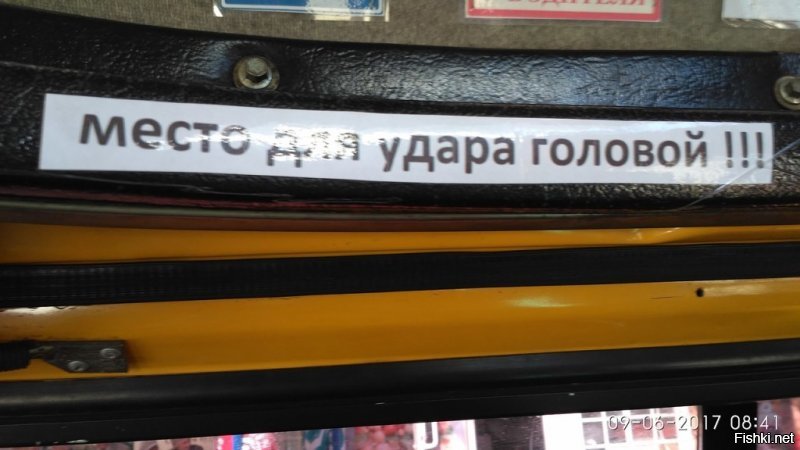 место для удара головой !!!
09-06-2017 08:41
Fishki.net